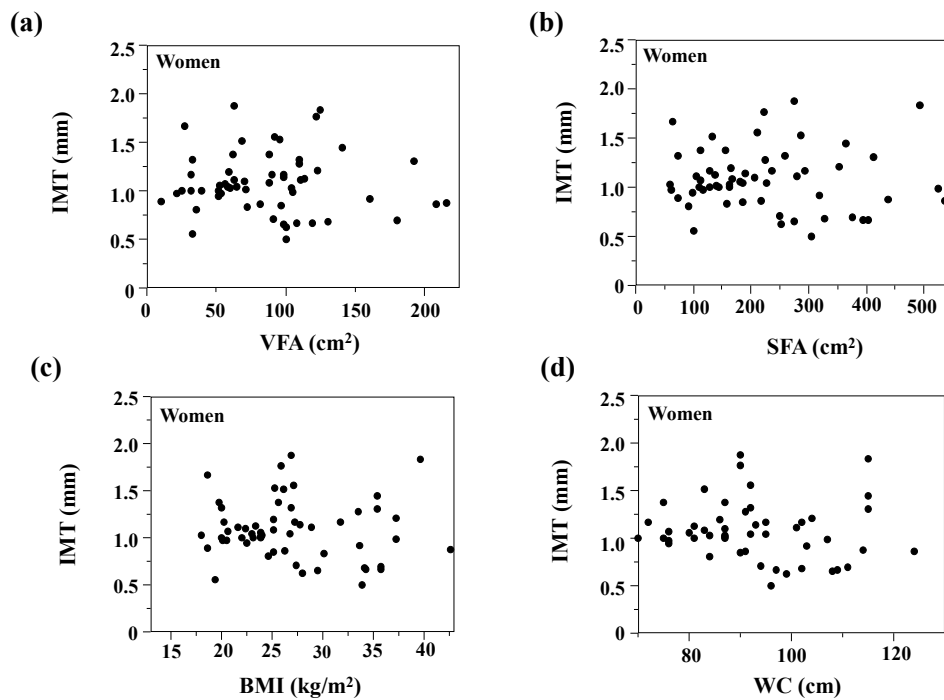 (a)
Women
2.5
2.0
1.5
1.0
0.5
0
IMT (mm)
0 50 100 150 200
VFA (cm²)
(b)
Women
2.5
2.0
1.5
1.0
0.5
0
IMT (mm)
0 100 200 300 400 500
SFA (cm²)
(c)
Women
2.5
2.0
1.5
1.0
0.5
0
IMT (mm)
15 20 25 30 35 40
BMI (kg/m²)
(d)
Women
2.5
2.0
1.5
1.0
0.5
0
IMT (mm)
80 100 120
WC (cm)